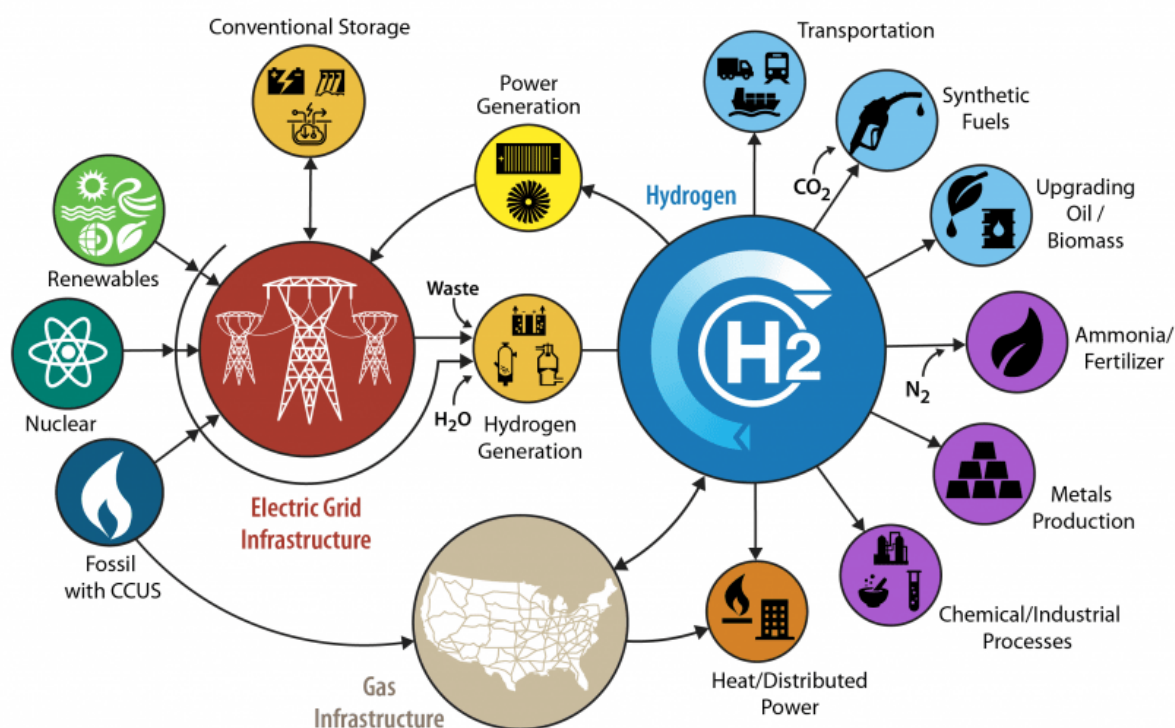 Conventional Storage
Transportation
Power
Generation
Synthetic
Fuels
CO₂
Hydrogen
Upgrading
Oil /
Biomass
Renewables
Waste
H2
Ammonia/
Fertilizer
N₂
Nuclear
H₂O
Hydrogen
Generation
Electric Grid
Infrastructure
Metals
Production
Fossil
with CCUS
Chemical/Industrial
Processes
Gas
Infrastructure
Heat/Distributed
Power